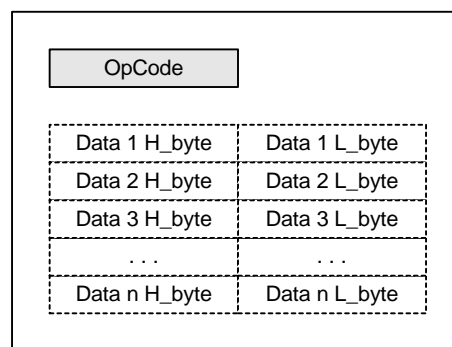 OpCode
Data 1 H_byte Data 1 L_byte
Data 2 H_byte Data 2 L_byte
Data 3 H_byte Data 3 L_byte
. . . . . .
Data n H_byte Data n L_byte